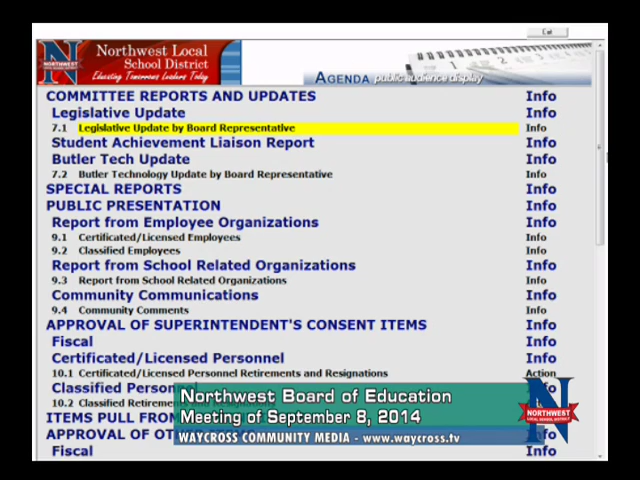 Exit
Northwest Local
School District
Educating Tomorrows Leaders Today
NORTHWEST
AGENDA public audience display
COMMITTEE REPORTS AND UPDATES Info
Legislative Update Info
7.1 Legislative Update by Board Representative Info
Student Achievement Liaison Report Info
Butler Tech Update Info
7.2 Butler Technology Update by Board Representative Info
SPECIAL REPORTS Info
PUBLIC PRESENTATION Info
Report from Employee Organizations Info
9.1 Certificated/Licensed Employees Info
9.2 Classified Employees Info
Report from School Related Organizations Info
9.3 Report from School Related Organizations Info
Community Communications Info
9.4 Community Comments Info
APPROVAL OF SUPERINTENDENT'S CONSENT ITEMS Info
Fiscal Info
Certificated/Licensed Personnel Info
10.1 Certificated/Licensed Personnel Retirements and Resignations Action
Classified Personnel
10.2 Classified
ITEMS PULL FROM
APPROVAL OF
Fiscal Info
Northwest Board of Education
Meeting of September 8, 2014
WAYCROSS COMMUNITY MEDIA - www.waycross.tv
NORTHWEST
LOCAL SCHOOL DISTRICT